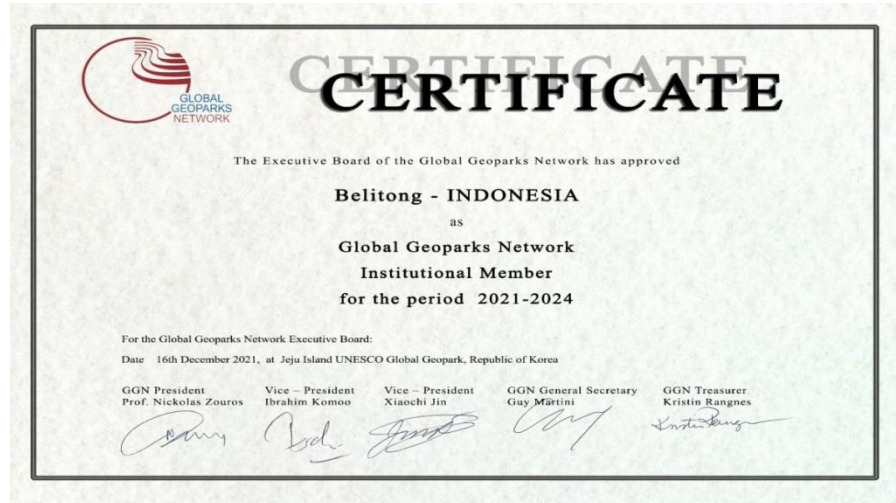 GLOBAL
GEOPARKS
NETWORK
CERTIFICATE
The Executive Board of the Global Geoparks Network has approved
Belitong - INDONESIA
as
Global Geoparks Network
Institutional Member
for the period 2021-2024
For the Global Geoparks Network Executive Board:
Date 16th December 2021, at Jeju Island UNESCO Global Geopark, Republic of Korea
GGN President Vice – President Vice – President GGN General Secretary GGN Treasurer
Prof. Nickolas Zouros Ibrahim Komoo Xiaochi Jin Guy Martini Kristin Rangnes